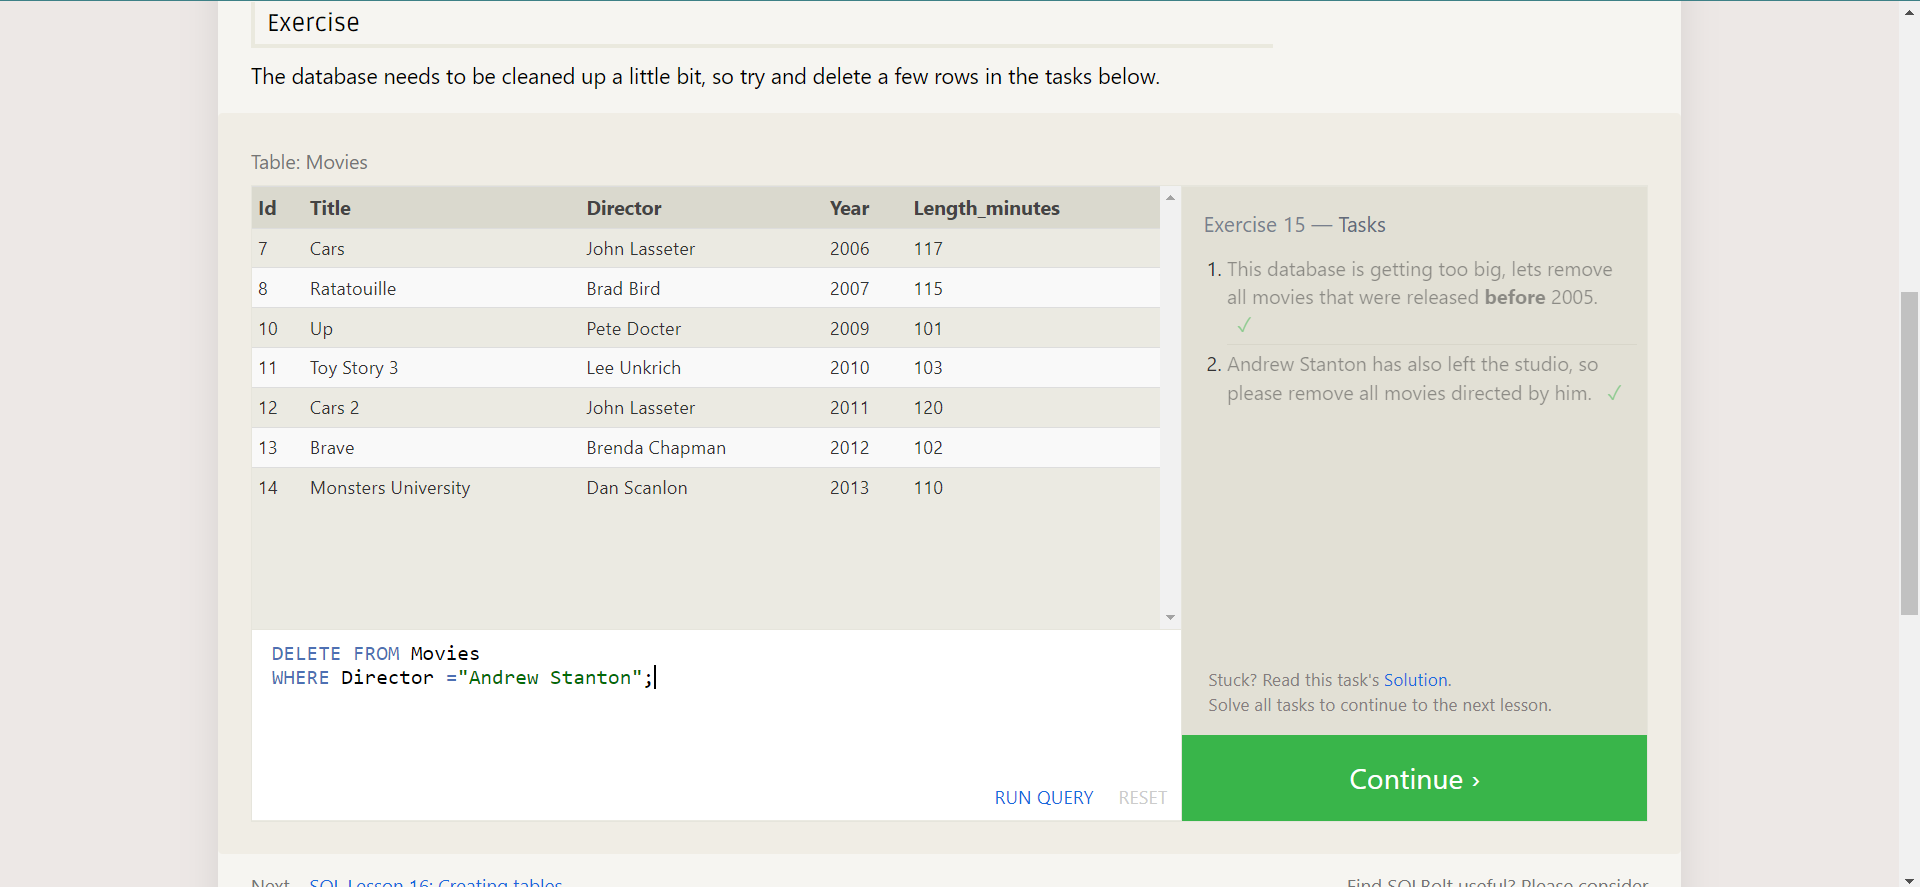 Exercise
The database needs to be cleaned up a little bit, so try and delete a few rows in the tasks below.
Table: Movies
Id Title Director Year Length_minutes
7 Cars John Lasseter 2006 117
8 Ratatouille Brad Bird 2007 115
10 Up Pete Docter 2009 101
11 Toy Story 3 Lee Unkrich 2010 103
12 Cars 2 John Lasseter 2011 120
13 Brave Brenda Chapman 2012 102
14 Monsters University Dan Scanlon 2013 110
DELETE FROM Movies
WHERE Director ="Andrew Stanton";
RUN QUERY RESET
Exercise 15 — Tasks
1. This database is getting too big, lets remove
all movies that were released before 2005.
✓
2. Andrew Stanton has also left the studio, so
please remove all movies directed by him. ✓
Stuck? Read this task's Solution.
Solve all tasks to continue to the next lesson.
Continue ›
Next – SQL Lesson 16: Creating tables
Find SQLBolt useful? Please consider